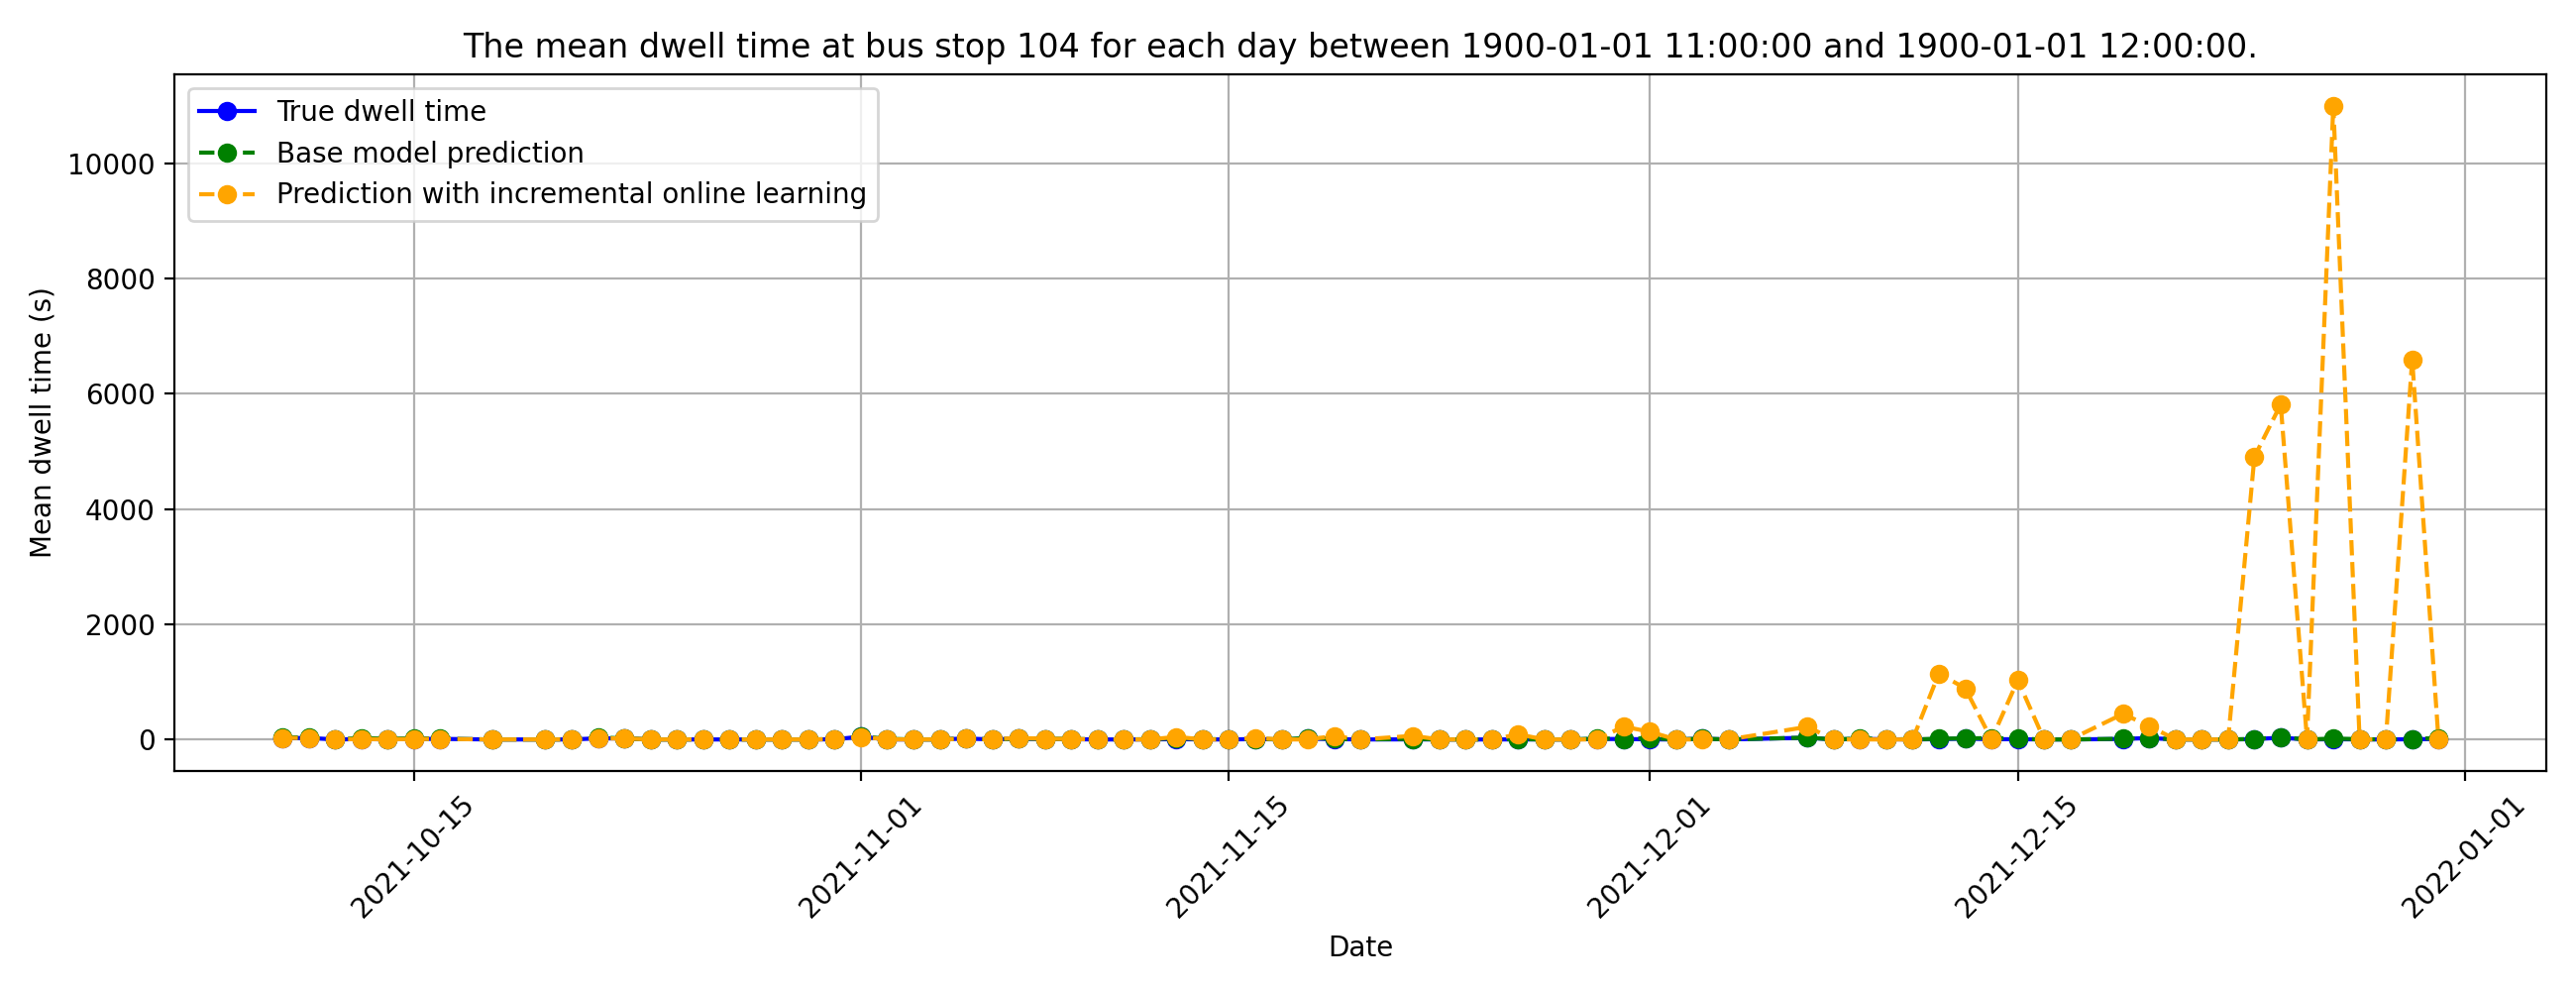 The mean dwell time at bus stop 104 for each day between 1900-01-01 11:00:00 and 1900-01-01 12:00:00.
True dwell time
Base model prediction
Prediction with incremental online learning
Mean dwell time (s)
10000
8000
6000
4000
2000
0
2021-10-15
2021-11-01
2021-11-15
2021-12-01
2021-12-15
2022-01-01
Date